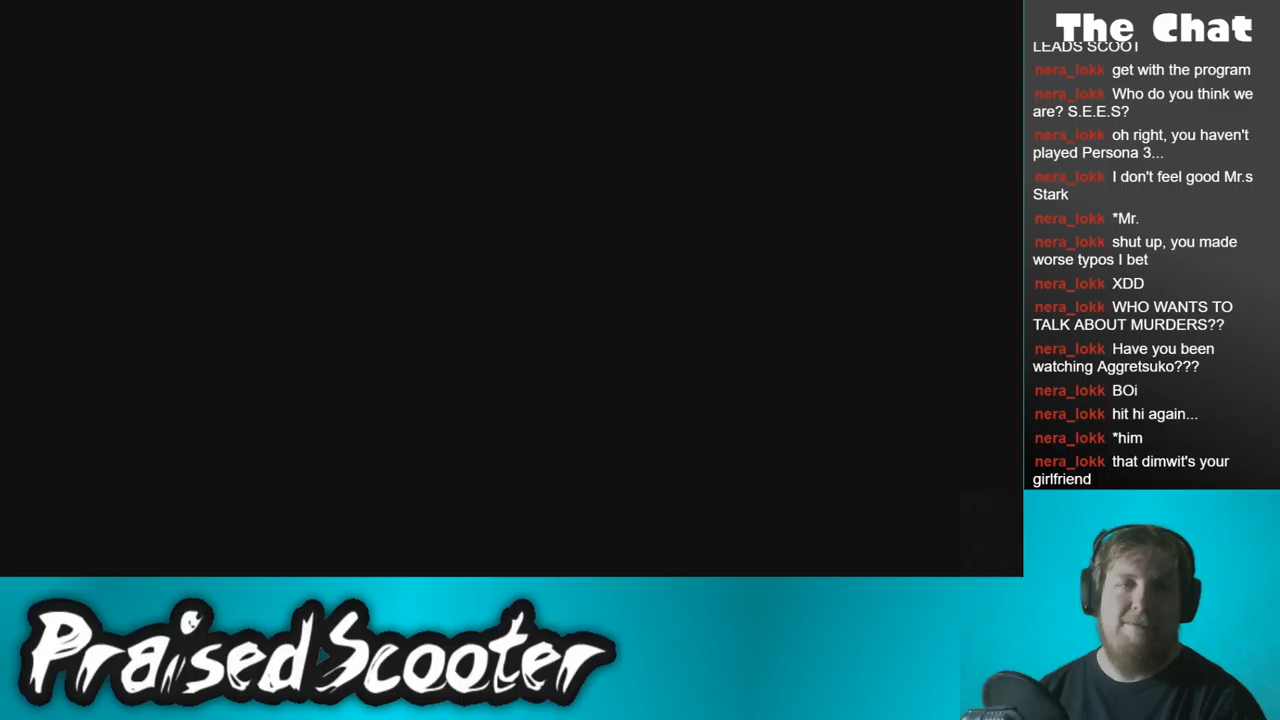 The Chat
LEADS SCOOT
nera_lokk get with the program
nera_lokk Who do you think we
are? S.E.E.S?
nera_lokk oh right, you haven't
played Persona 3...
nera_lokk I don't feel good Mr.s
Stark
nera_lokk *Mr.
nera_lokk shut up, you made
worse typos I bet
nera_lokk XDD
nera_lokk WHO WANTS TO
TALK ABOUT MURDERS??
nera_lokk Have you been
watching Aggretsuko???
nera_lokk BOi
nera_lokk hit hi again...
nera_lokk *him
nera_lokk that dimwit's your
girlfriend
PraisedScooter